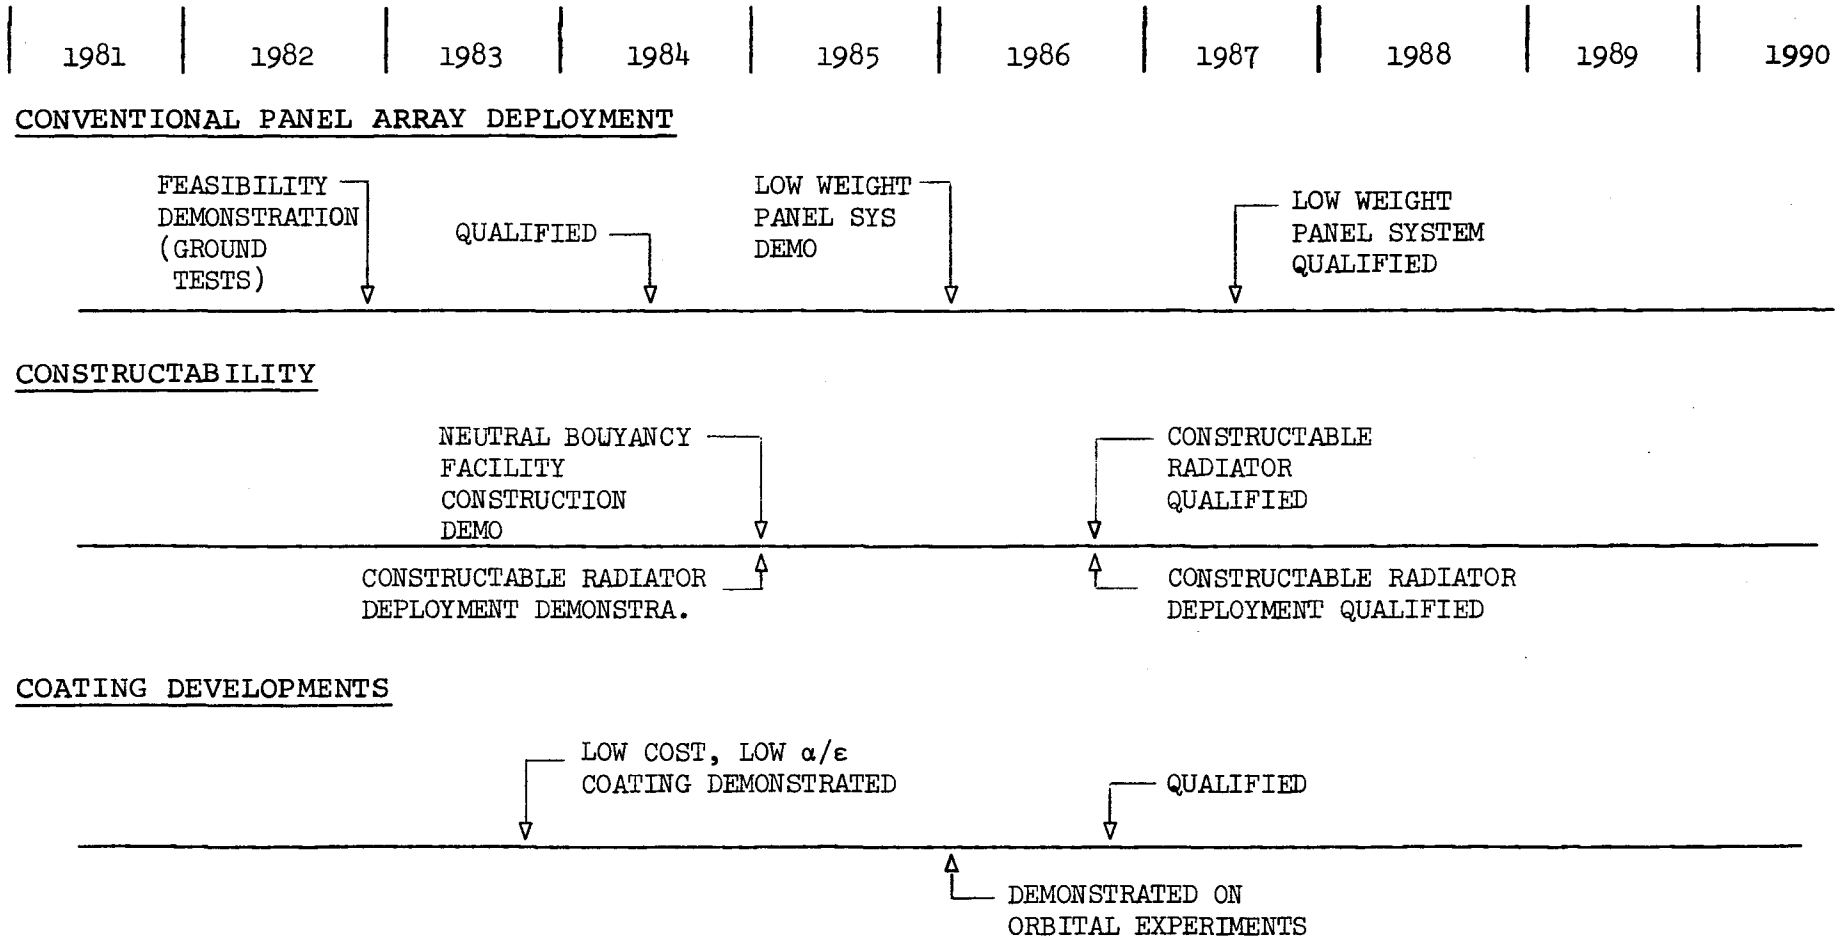 1981 1982 1983 1984 1985 1986 1987 1988 1989 1990
CONVENTIONAL PANEL ARRAY DEPLOYMENT
FEASIBILITY
DEMONSTRATION
(GROUND
TESTS)
QUALIFIED
LOW WEIGHT
PANEL SYS
DEMO
LOW WEIGHT
PANEL SYSTEM
QUALIFIED
CONSTRUCTABILITY
NEUTRAL BOUYANCY
FACILITY
CONSTRUCTION
DEMO
CONSTRUCTABLE
RADIATOR
QUALIFIED
CONSTRUCTABLE RADIATOR
DEPLOYMENT DEMONSTRA.
CONSTRUCTABLE RADIATOR
DEPLOYMENT QUALIFIED
COATING DEVELOPMENTS
LOW COST, LOW α/ε
COATING DEMONSTRATED
QUALIFIED
DEMONSTRATED ON
ORBITAL EXPERIMENTS